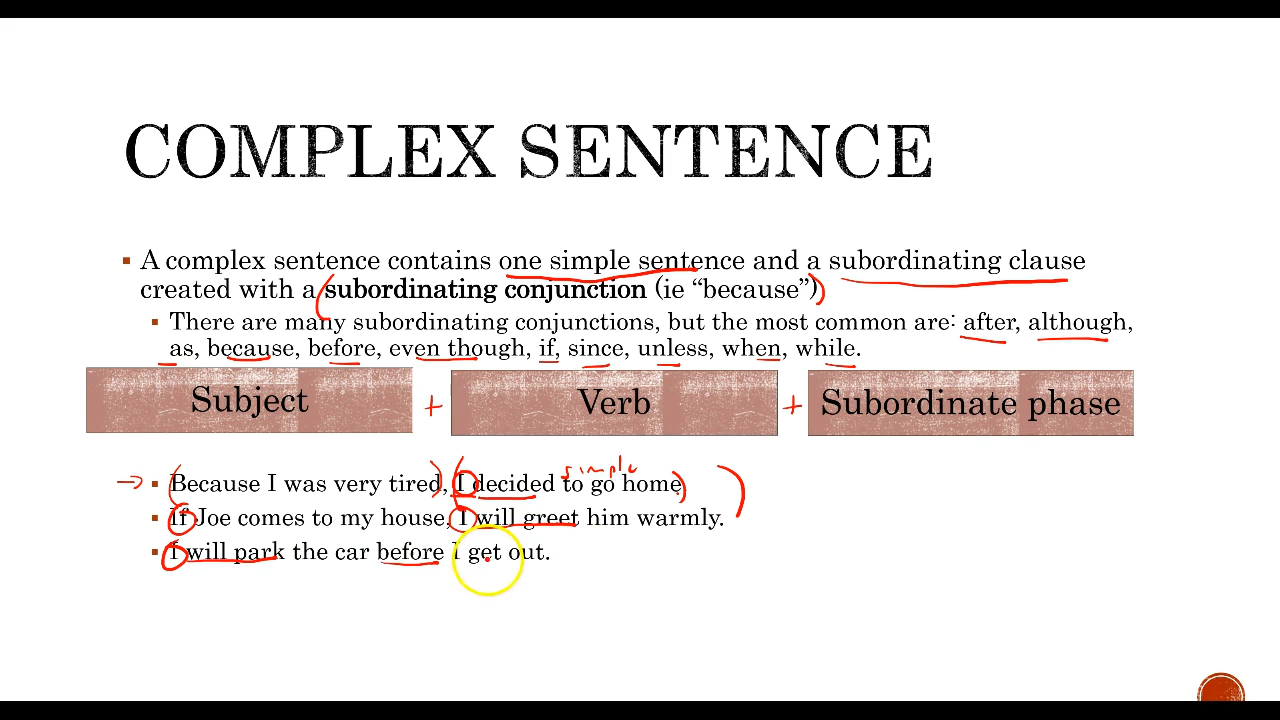 COMPLEX SENTENCE
A complex sentence contains one simple sentence and a subordinating clause
created with a subordinating conjunction (ie “because”)
There are many subordinating conjunctions, but the most common are: after, although,
as, because, before, even though, if, since, unless, when, while.
Subject + Verb + Subordinate phase
simple
Because I was very tired, I decided to go home.
If Joe comes to my house, I will greet him warmly.
I will park the car before I get out.